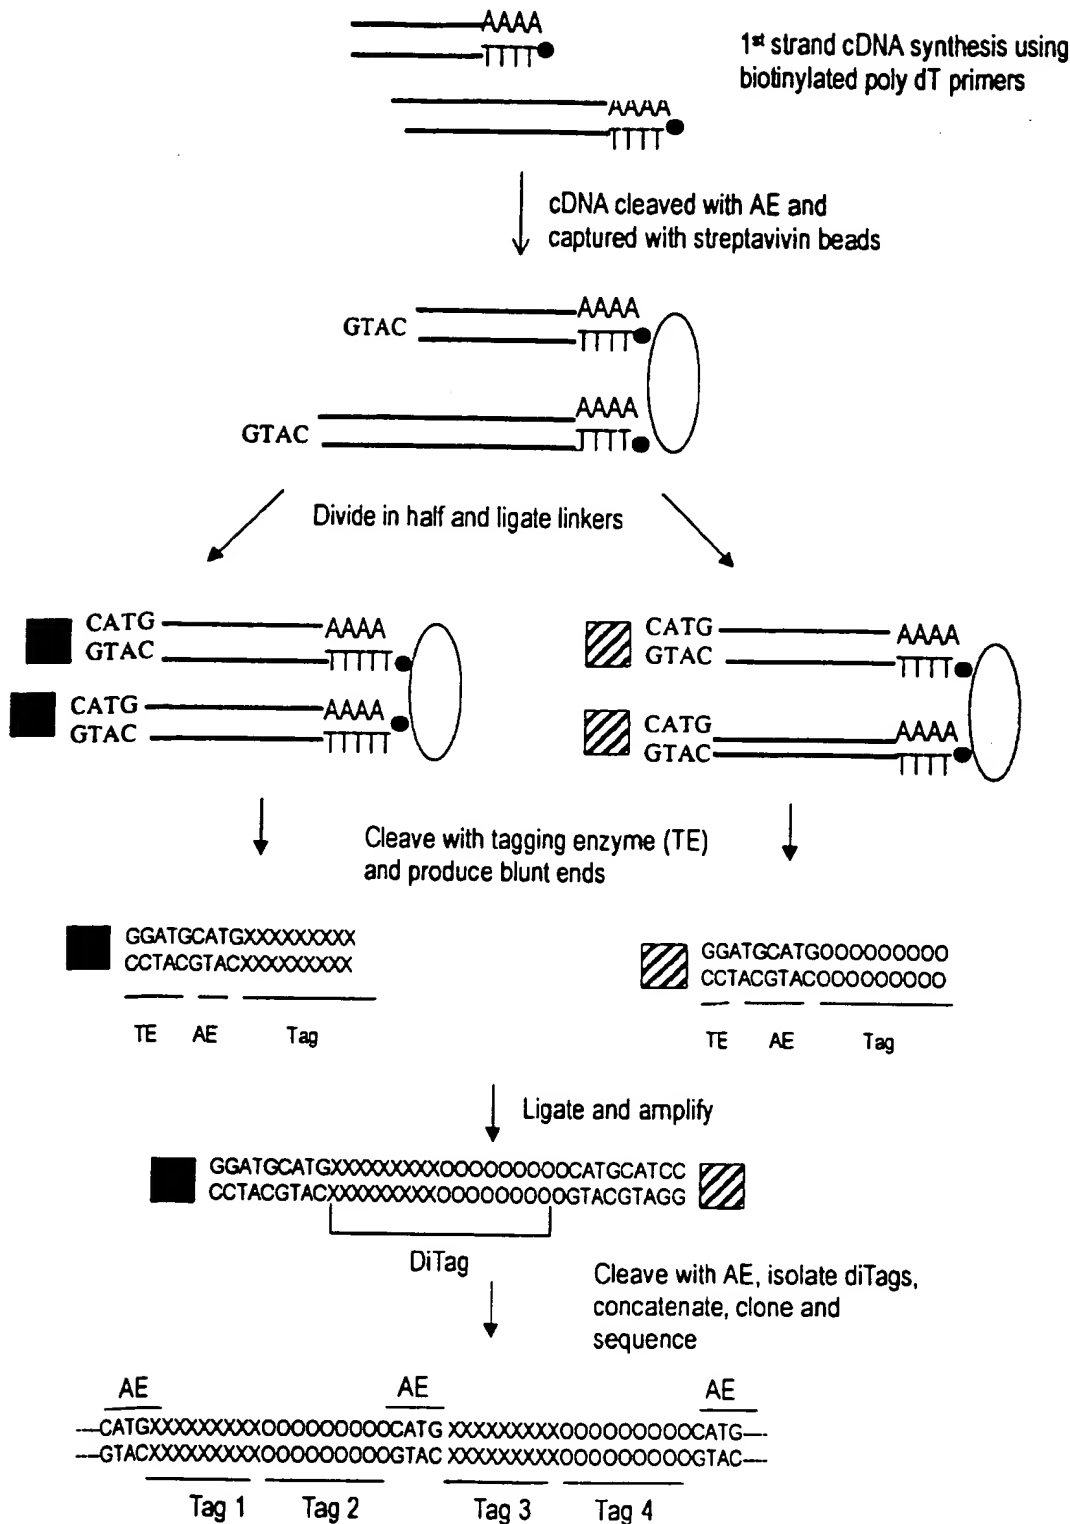 AAAA
1st strand cDNA synthesis using
TTTT
biotinylated poly dT primers
AAAA
TTTT
cDNA cleaved with AE and
captured with streptavivin beads
AAAA
GTAC
TTTT
AAAA
GTAC
TTTT
Divide in half and ligate linkers
CATG AAAA
GTAC TTTTT
CATG AAAA
GTAC TTTTT
CATG AAAA
GTAC TTTT
CATG AAAA
GTAC TTTT
Cleave with tagging enzyme (TE)
and produce blunt ends
GGATGCATGXXXXXXXXX
CCTACGTACXXXXXXXXX
TE AE Tag
GGATGCATGOOOOOOOOO
CCTACGTACOOOOOOOOO
TE AE Tag
Ligate and amplify
GGATGCATGXXXXXXXXXOOOOOOOOOCATGCATCC
CCTACGTACXXXXXXXXXOOOOOOOOOGTACGTAGG
DiTag
Cleave with AE, isolate diTags,
concatenate, clone and
sequence
AE AE AE
---CATGXXXXXXXXXOOOOOOOOOCATG XXXXXXXXXOOOOOOOOOCATG---
---GTACXXXXXXXXXOOOOOOOOOGTAC XXXXXXXXXOOOOOOOOOGTAC---
Tag 1 Tag 2 Tag 3 Tag 4